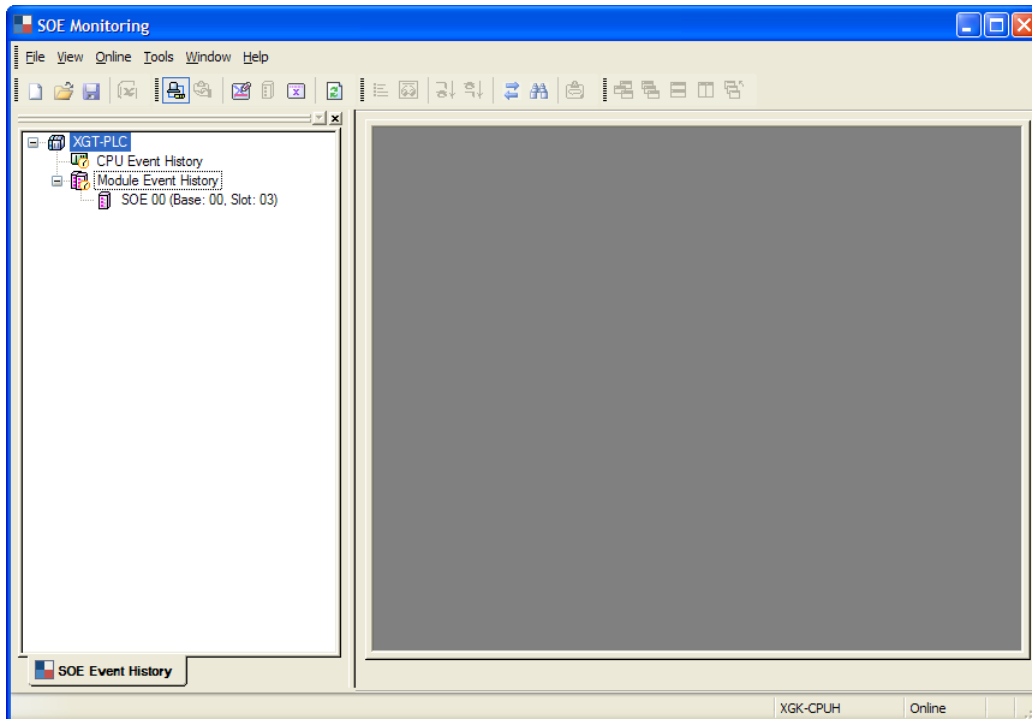 SOE Monitoring
File View Online Tools Window Help
XGT-PLC
CPU Event History
Module Event History
SOE 00 (Base: 00, Slot: 03)
SOE Event History
XGK-CPUH Online